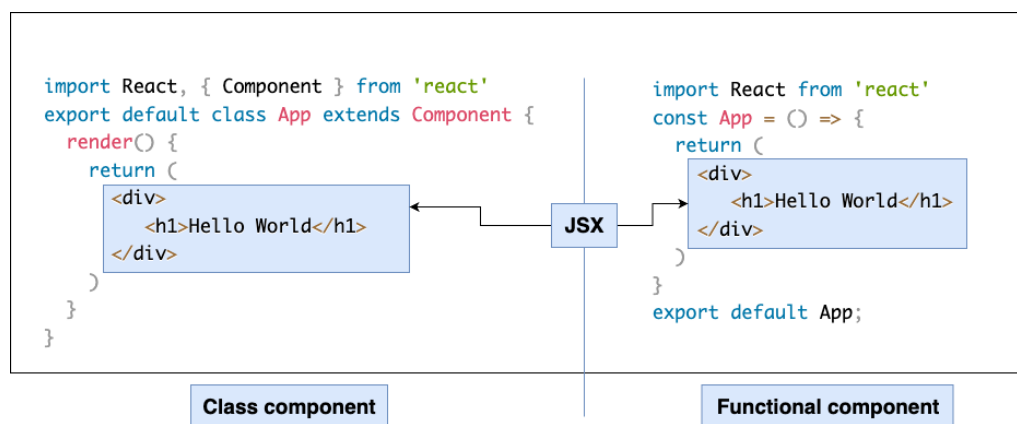 import React, { Component } from 'react'
export default class App extends Component {
render() {
return (
<div>
<h1>Hello World</h1>
</div>
)
}
}
JSX
import React from 'react'
const App = () => {
return (
<div>
<h1>Hello World</h1>
</div>
)
}
export default App;
Class component
Functional component